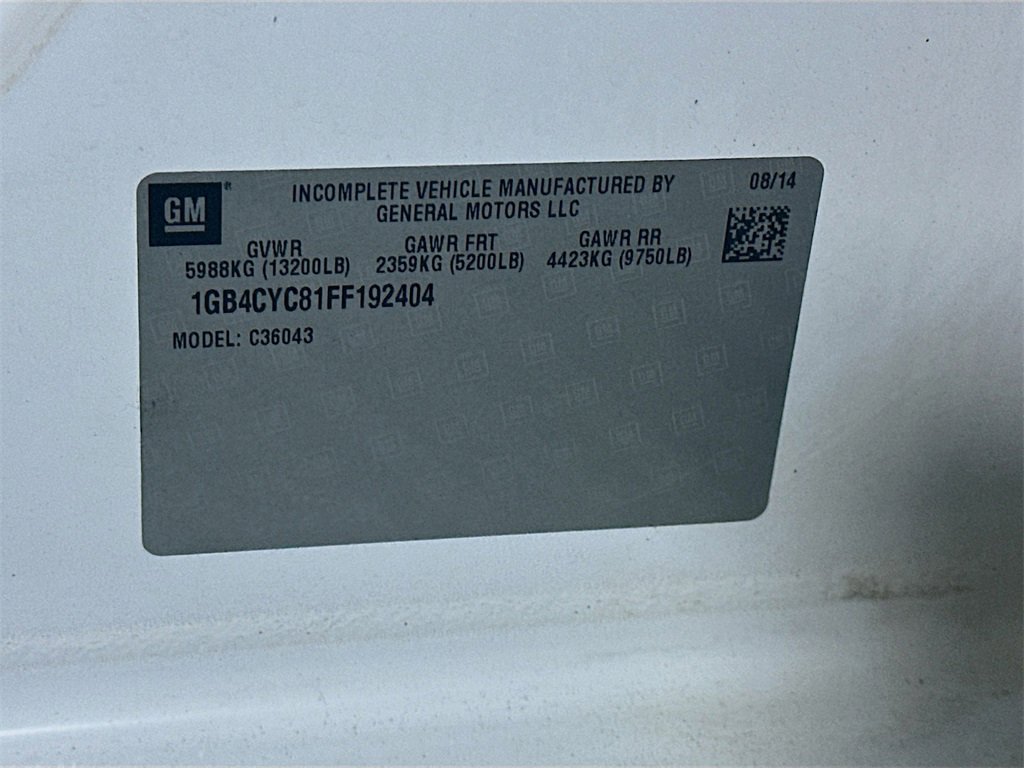 GM®
INCOMPLETE VEHICLE MANUFACTURED BY
GENERAL MOTORS LLC
08/14
GVWR GAWR FRT GAWR RR
5988KG (13200LB) 2359KG (5200LB) 4423KG (9750LB)
1GB4CYC81FF192404
MODEL: C36043